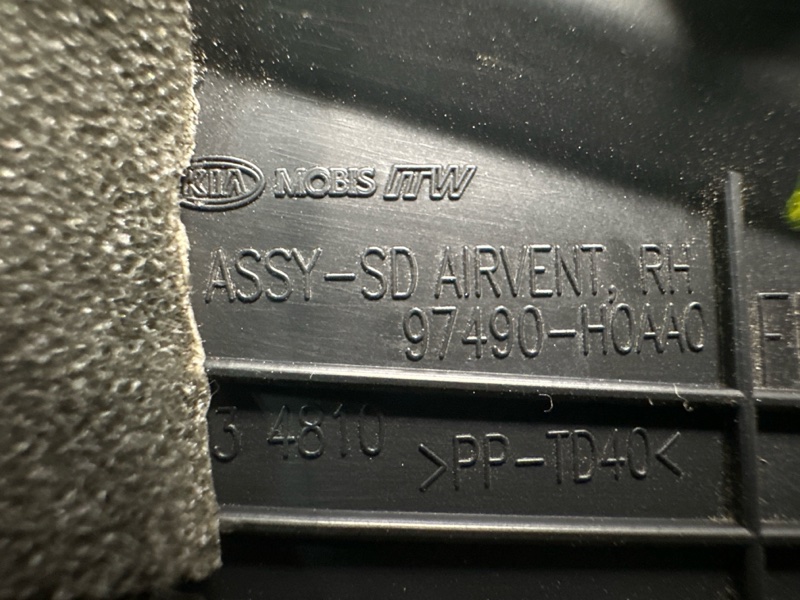 KIA MOBIS ITW
ASSY-SD AIRVENT, RH
97490-H0AA0
3 4810
>PP-TD40<